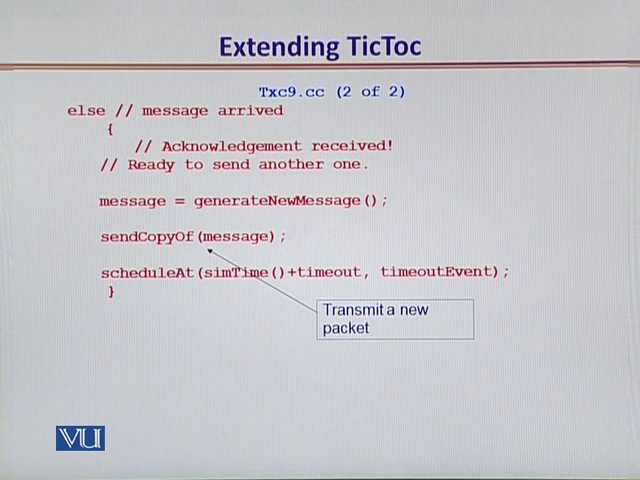 Extending TicToc
Txc9.cc (2 of 2)
else // message arrived
{
// Acknowledgement received!
// Ready to send another one.
message = generateNewMessage();
sendCopyOf(message);
scheduleAt(simTime()+timeout, timeoutEvent);
}
Transmit a new
packet
VU